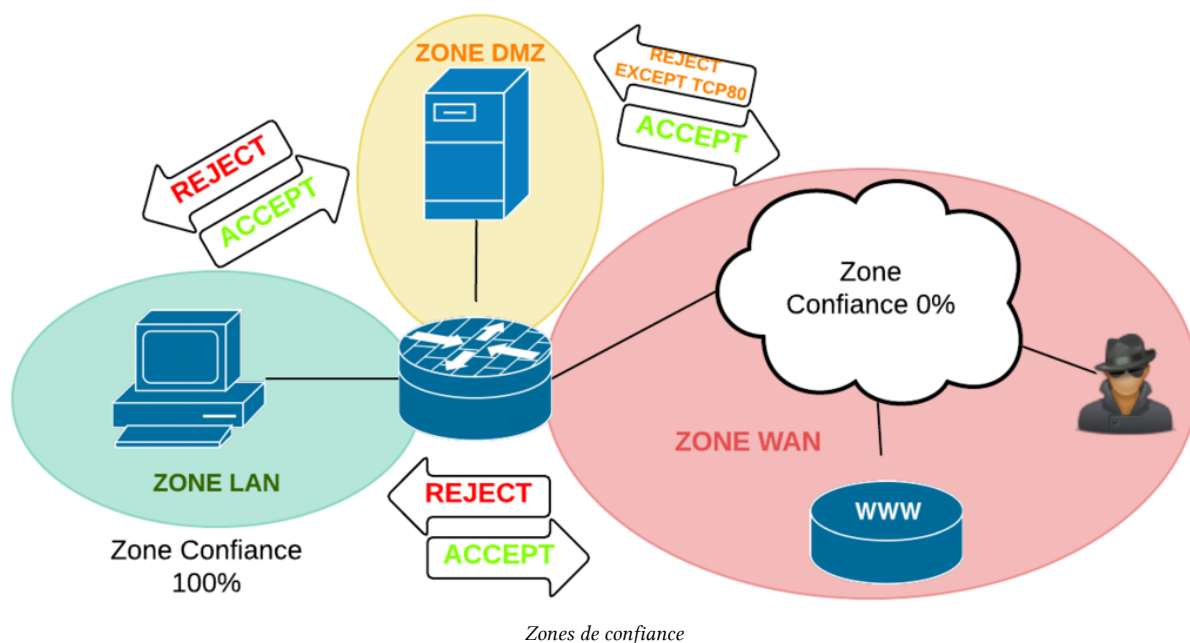 ZONE DMZ
REJECT
EXCEPT TCP80
ACCEPT
REJECT
ACCEPT
Zone
Confiance 0%
ZONE WAN
ZONE LAN
REJECT
ACCEPT
WWW
Zone Confiance
100%
Zones de confiance